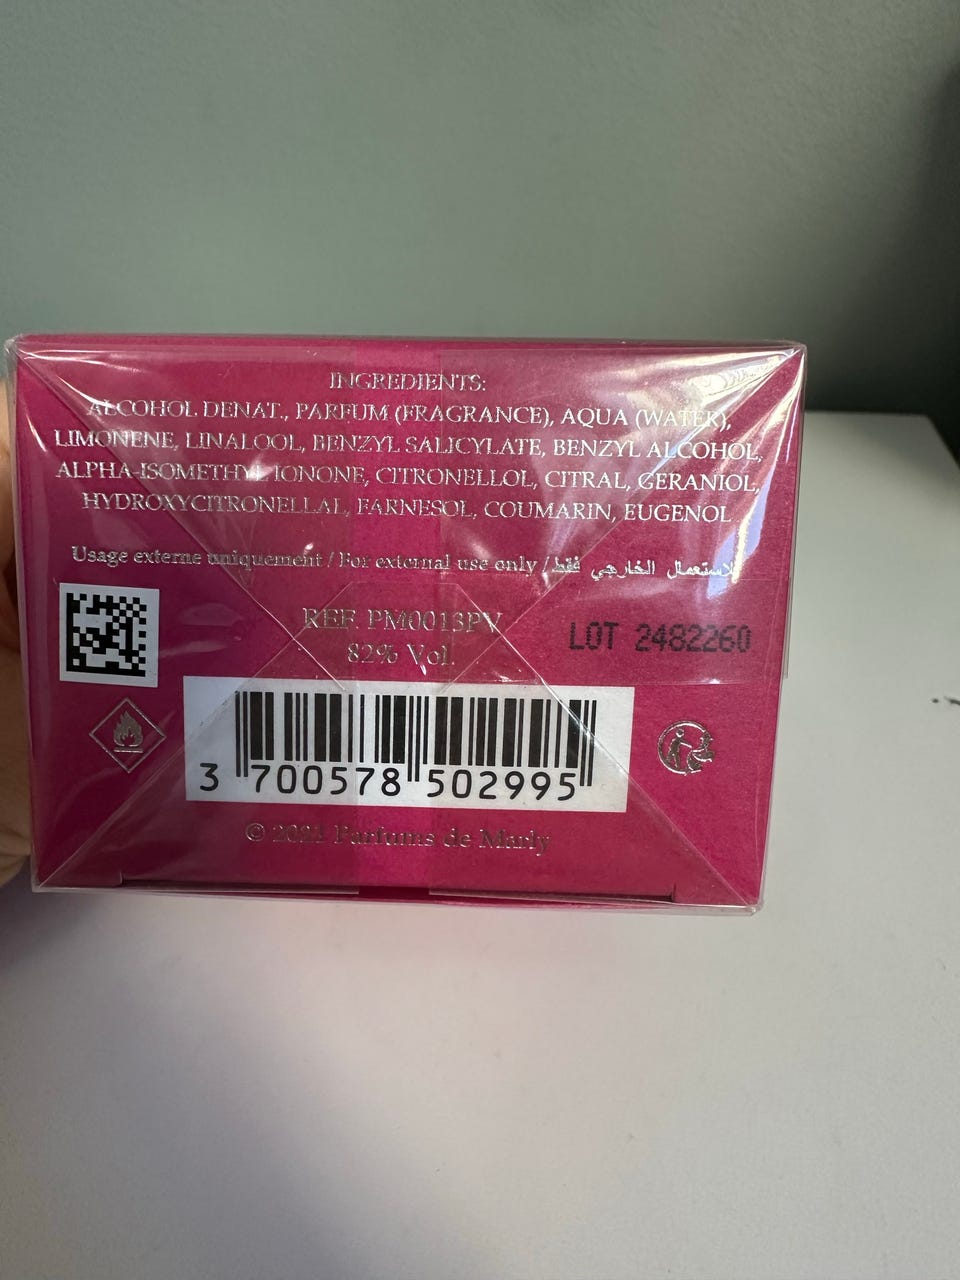 INGREDIENTS:
ALCOHOL DENAT., PARFUM (FRAGRANCE), AQUA (WATER),
LIMONENE, LINALOOL, BENZYL SALICYLATE, BENZYL ALCOHOL,
ALPHA-ISOMETHYL IONONE, CITRONELLOL, CITRAL, GERANIOL,
HYDROXYCITRONELLAL, FARNESOL, COUMARIN, EUGENOL
Usage externe uniquement / For external use only / للاستعمال الخارجي فقط
REF. PM0013PV
LOT 2482260
82% Vol.
3 700578 502995
© Parfums de Marly